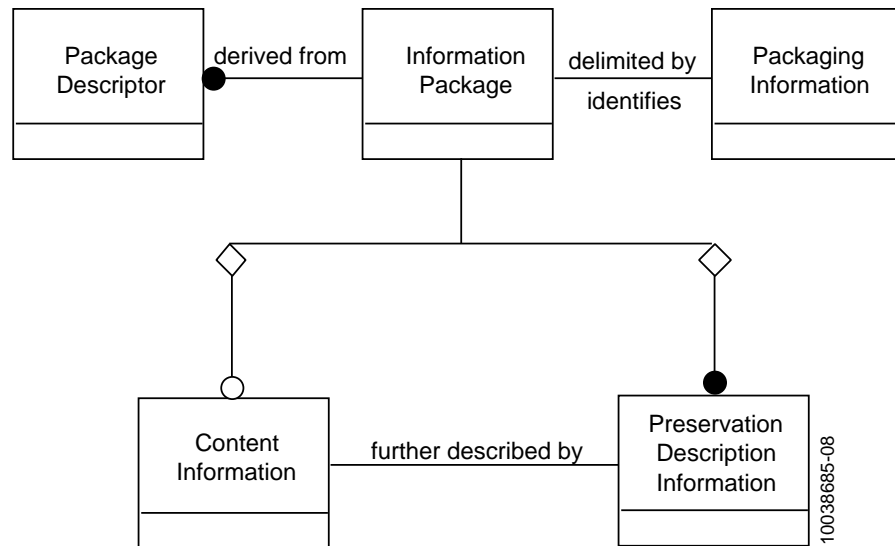 Package
Descriptor
derived from
Information
Package
delimited by
identifies
Packaging
Information
Content
Information
further described by
Preservation
Description
Information
10038685-08